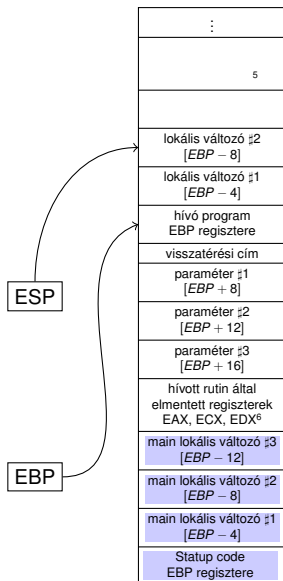 ⋮
5
lokális változó ♯2
[EBP − 8]
lokális változó ♯1
[EBP − 4]
hívó program
EBP regisztere
visszatérési cím
ESP
paraméter ♯1
[EBP + 8]
paraméter ♯2
[EBP + 12]
paraméter ♯3
[EBP + 16]
hívott rutin által
elmentett regiszterek
EAX, ECX, EDX⁶
main lokális változó ♯3
[EBP − 12]
EBP
main lokális változó ♯2
[EBP − 8]
main lokális változó ♯1
[EBP − 4]
Statup code
EBP regisztere